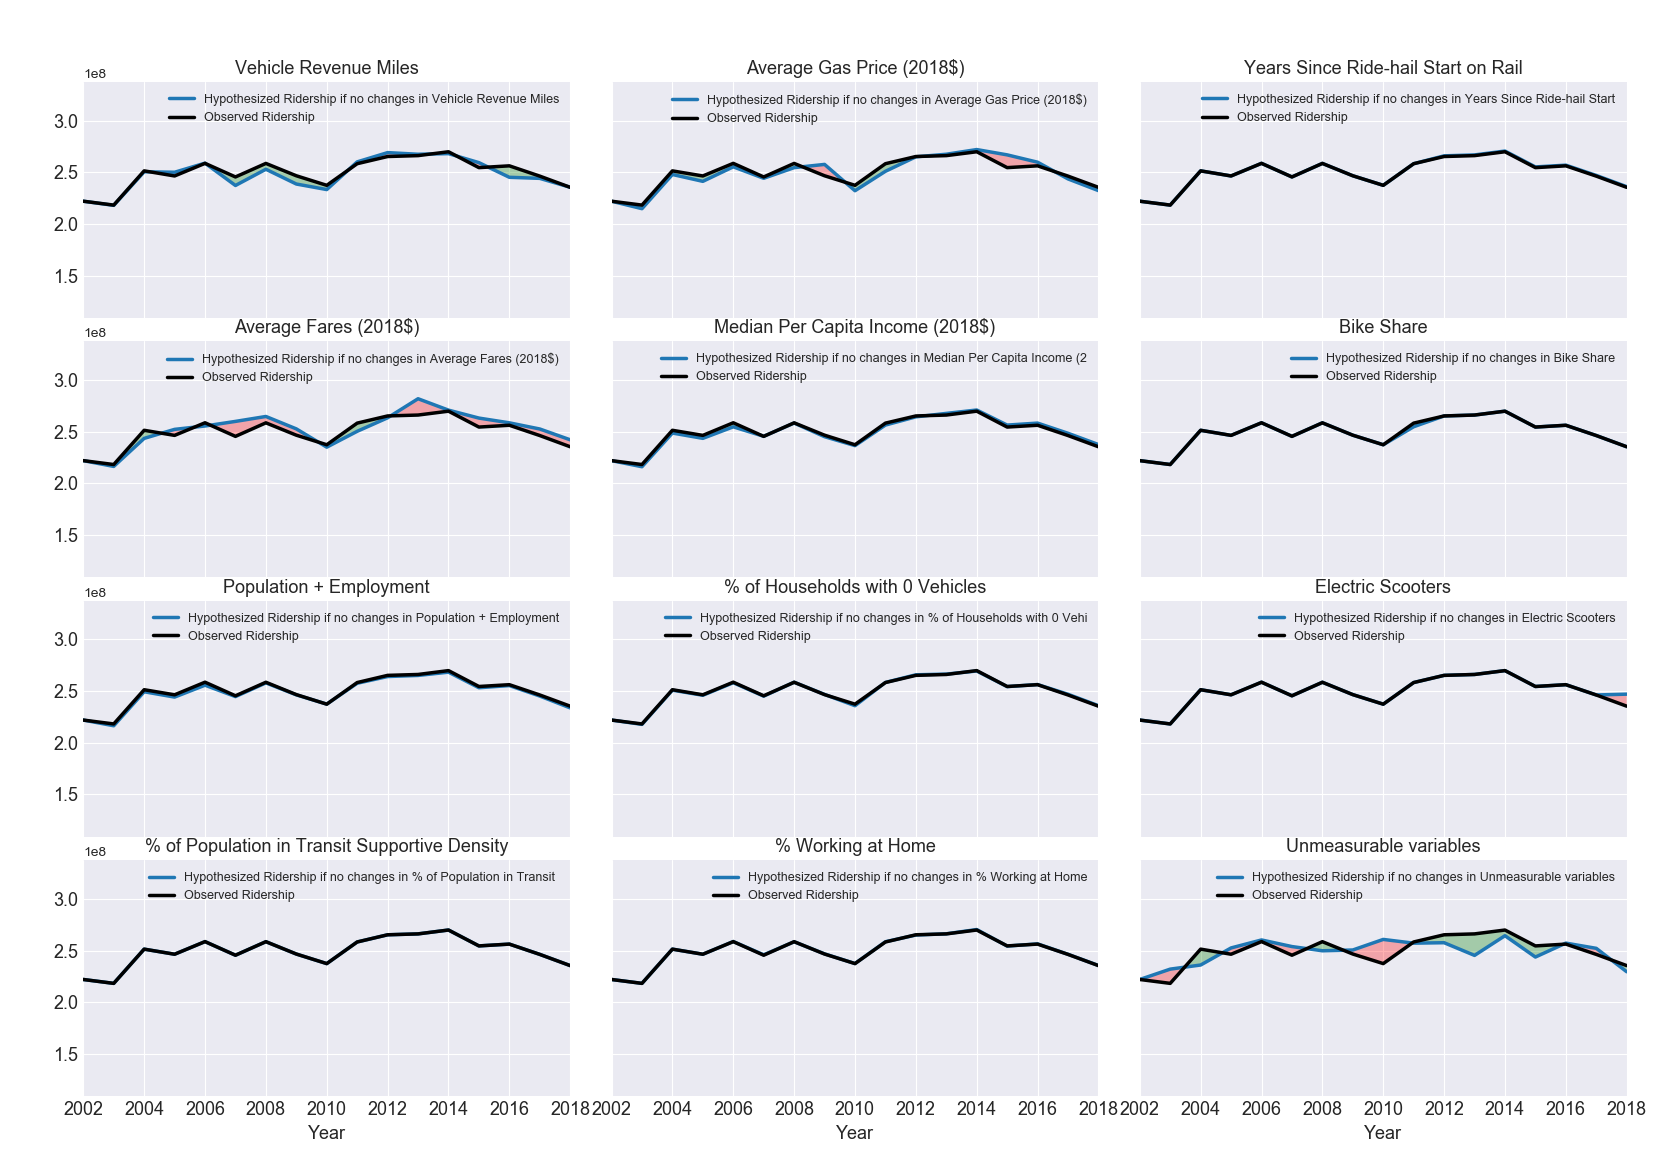 Vehicle Revenue Miles
1e8
Hypothesized Ridership if no changes in Vehicle Revenue Miles
Observed Ridership
3.0
2.5
2.0
1.5
Average Gas Price (2018$)
Hypothesized Ridership if no changes in Average Gas Price (2018$)
Observed Ridership
Years Since Ride-hail Start on Rail
Hypothesized Ridership if no changes in Years Since Ride-hail Start
Observed Ridership
Average Fares (2018$)
1e8
Hypothesized Ridership if no changes in Average Fares (2018$)
Observed Ridership
3.0
2.5
2.0
1.5
Median Per Capita Income (2018$)
Hypothesized Ridership if no changes in Median Per Capita Income (2
Observed Ridership
Bike Share
Hypothesized Ridership if no changes in Bike Share
Observed Ridership
Population + Employment
1e8
Hypothesized Ridership if no changes in Population + Employment
Observed Ridership
3.0
2.5
2.0
1.5
% of Households with 0 Vehicles
Hypothesized Ridership if no changes in % of Households with 0 Vehi
Observed Ridership
Electric Scooters
Hypothesized Ridership if no changes in Electric Scooters
Observed Ridership
% of Population in Transit Supportive Density
1e8
Hypothesized Ridership if no changes in % of Population in Transit
Observed Ridership
3.0
2.5
2.0
1.5
2002 2004 2006 2008 2010 2012 2014 2016 2018
Year
% Working at Home
Hypothesized Ridership if no changes in % Working at Home
Observed Ridership
2002 2004 2006 2008 2010 2012 2014 2016 2018
Year
Unmeasurable variables
Hypothesized Ridership if no changes in Unmeasurable variables
Observed Ridership
2002 2004 2006 2008 2010 2012 2014 2016 2018
Year